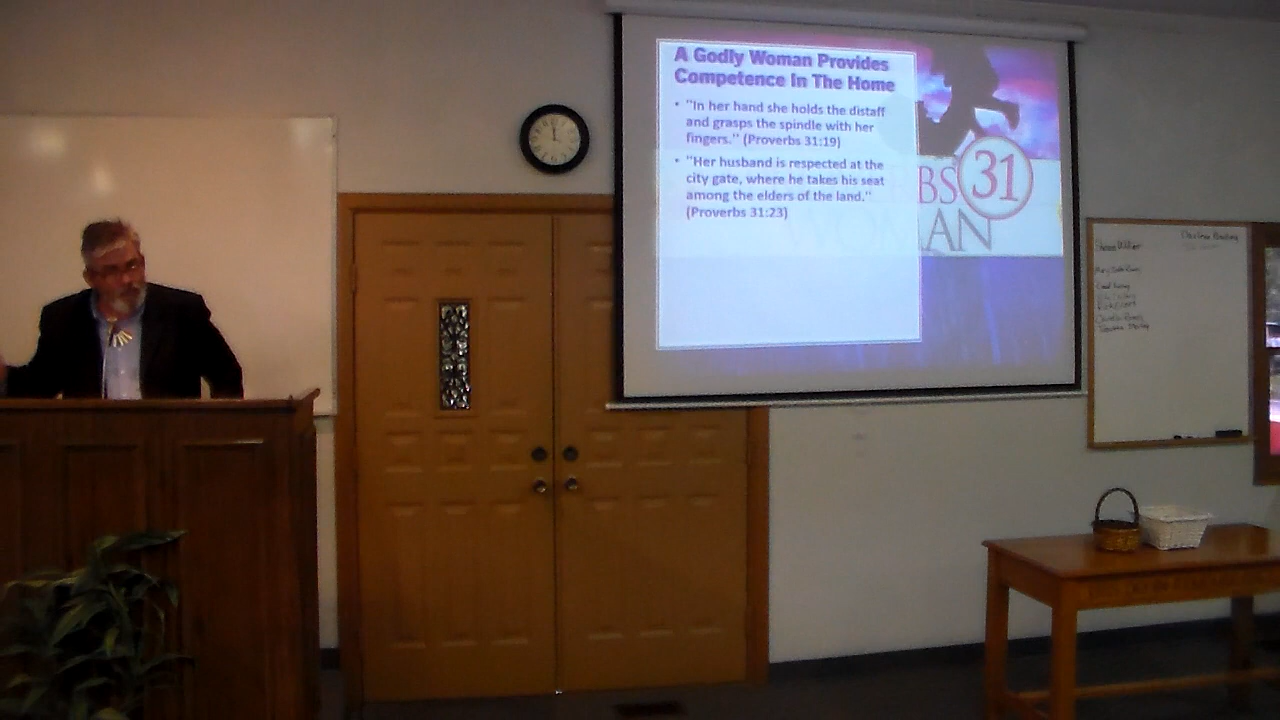 A Godly Woman Provides
Competence In The Home
• "In her hand she holds the distaff
and grasps the spindle with her
fingers." (Proverbs 31:19)
• "Her husband is respected at the
city gate, where he takes his seat
among the elders of the land."
(Proverbs 31:23)
BS 31
OMAN